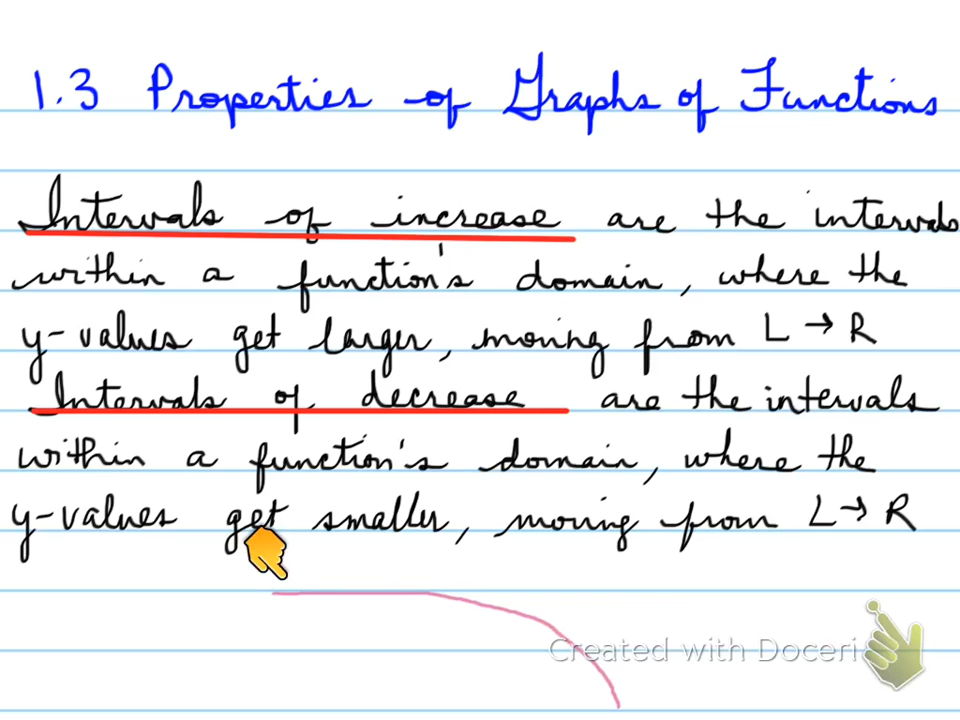 1.3 Properties of Graphs of Functions
Intervals of increase are the intervals
within a function's domain, where the
y-values get larger, moving from L → R
Intervals of decrease are the intervals
within a function's domain, where the
y-values get smaller, moving from L → R
Created with Doceri